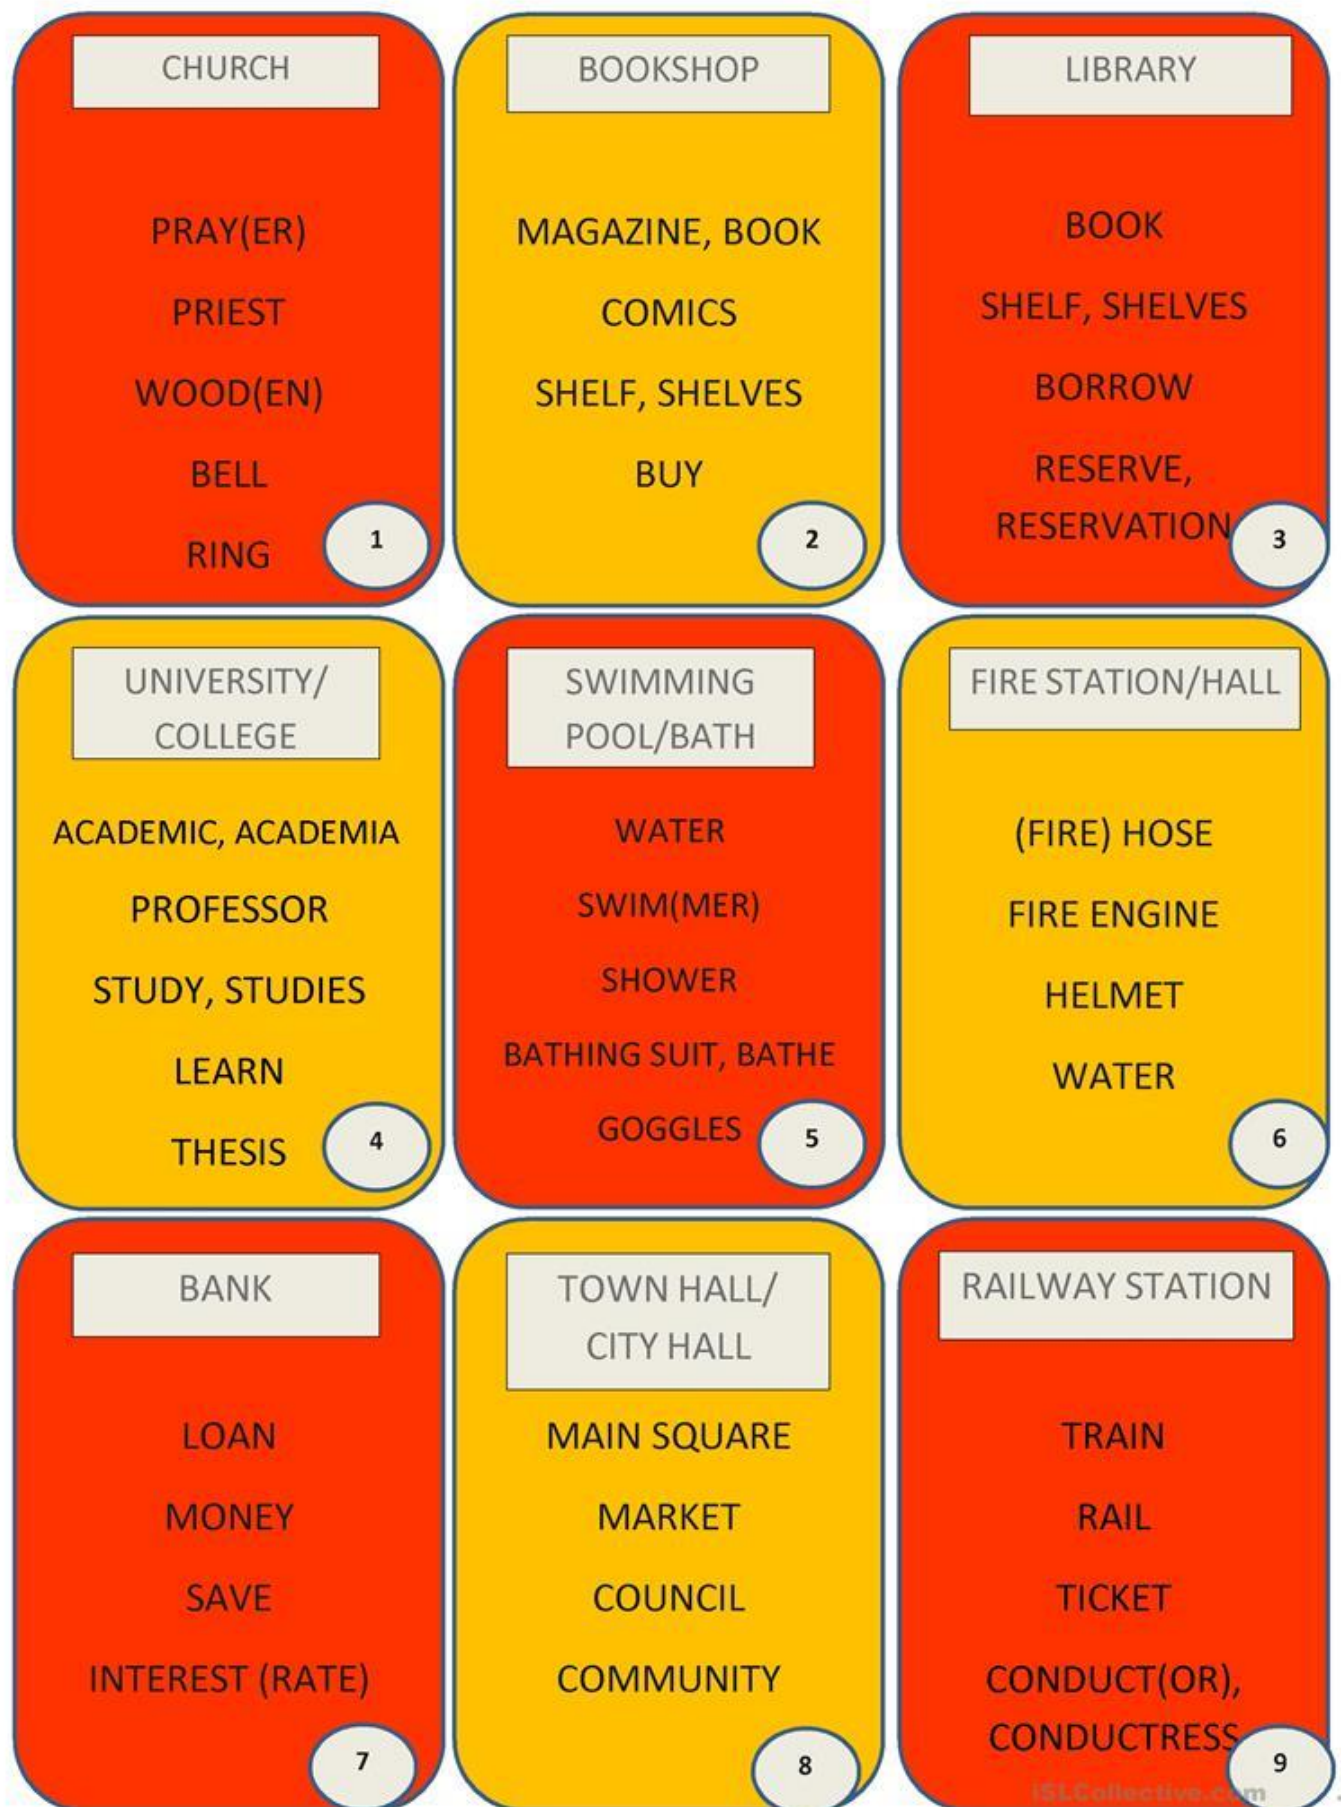 CHURCH
PRAY(ER)
PRIEST
WOOD(EN)
BELL
RING
1
BOOKSHOP
MAGAZINE, BOOK
COMICS
SHELF, SHELVES
BUY
2
LIBRARY
BOOK
SHELF, SHELVES
BORROW
RESERVE,
RESERVATION
3
UNIVERSITY/
COLLEGE
ACADEMIC, ACADEMIA
PROFESSOR
STUDY, STUDIES
LEARN
THESIS
4
SWIMMING
POOL/BATH
WATER
SWIM(MER)
SHOWER
BATHING SUIT, BATHE
GOGGLES
5
FIRE STATION/HALL
(FIRE) HOSE
FIRE ENGINE
HELMET
WATER
6
BANK
LOAN
MONEY
SAVE
INTEREST (RATE)
7
TOWN HALL/
CITY HALL
MAIN SQUARE
MARKET
COUNCIL
COMMUNITY
8
RAILWAY STATION
TRAIN
RAIL
TICKET
CONDUCT(OR),
CONDUCTRESS
9
iSLCollective.com